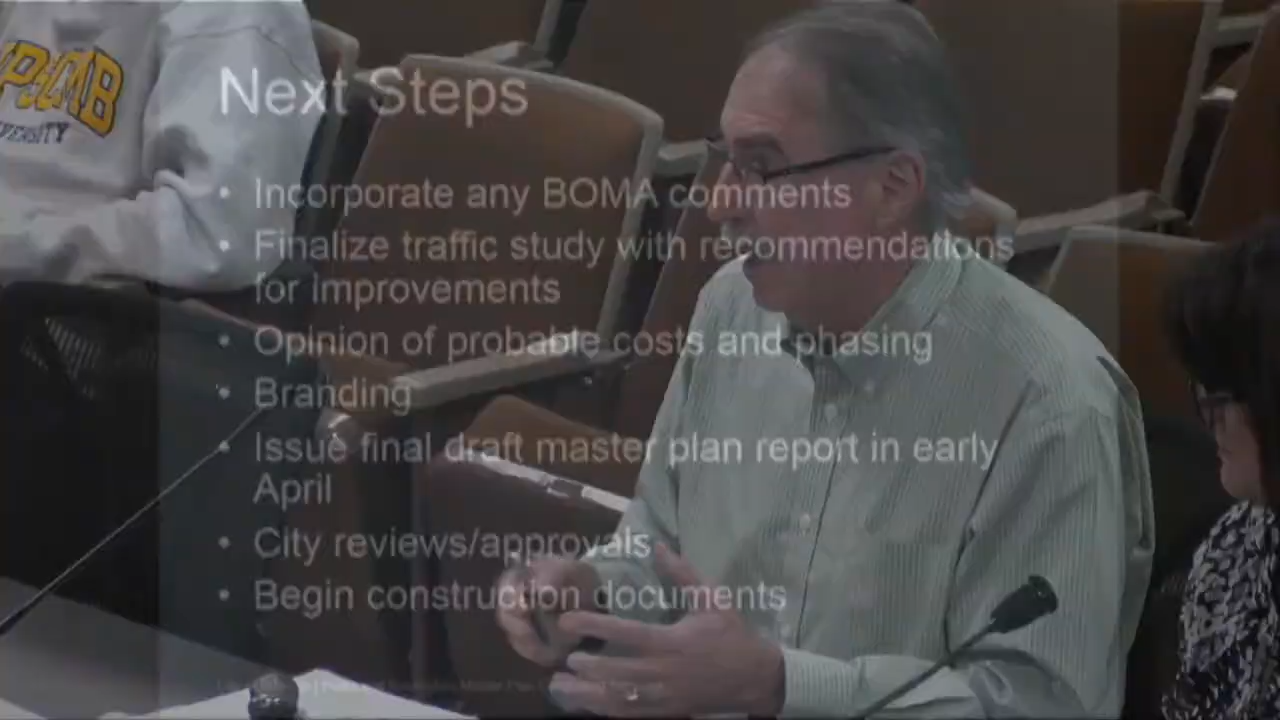 Next Steps
• Incorporate any BOMA comments
• Finalize traffic study with recommendations
for improvements
• Opinion of probable costs and phasing
• Branding
• Issue final draft master plan report in early
April
• City reviews/approvals
• Begin construction documents